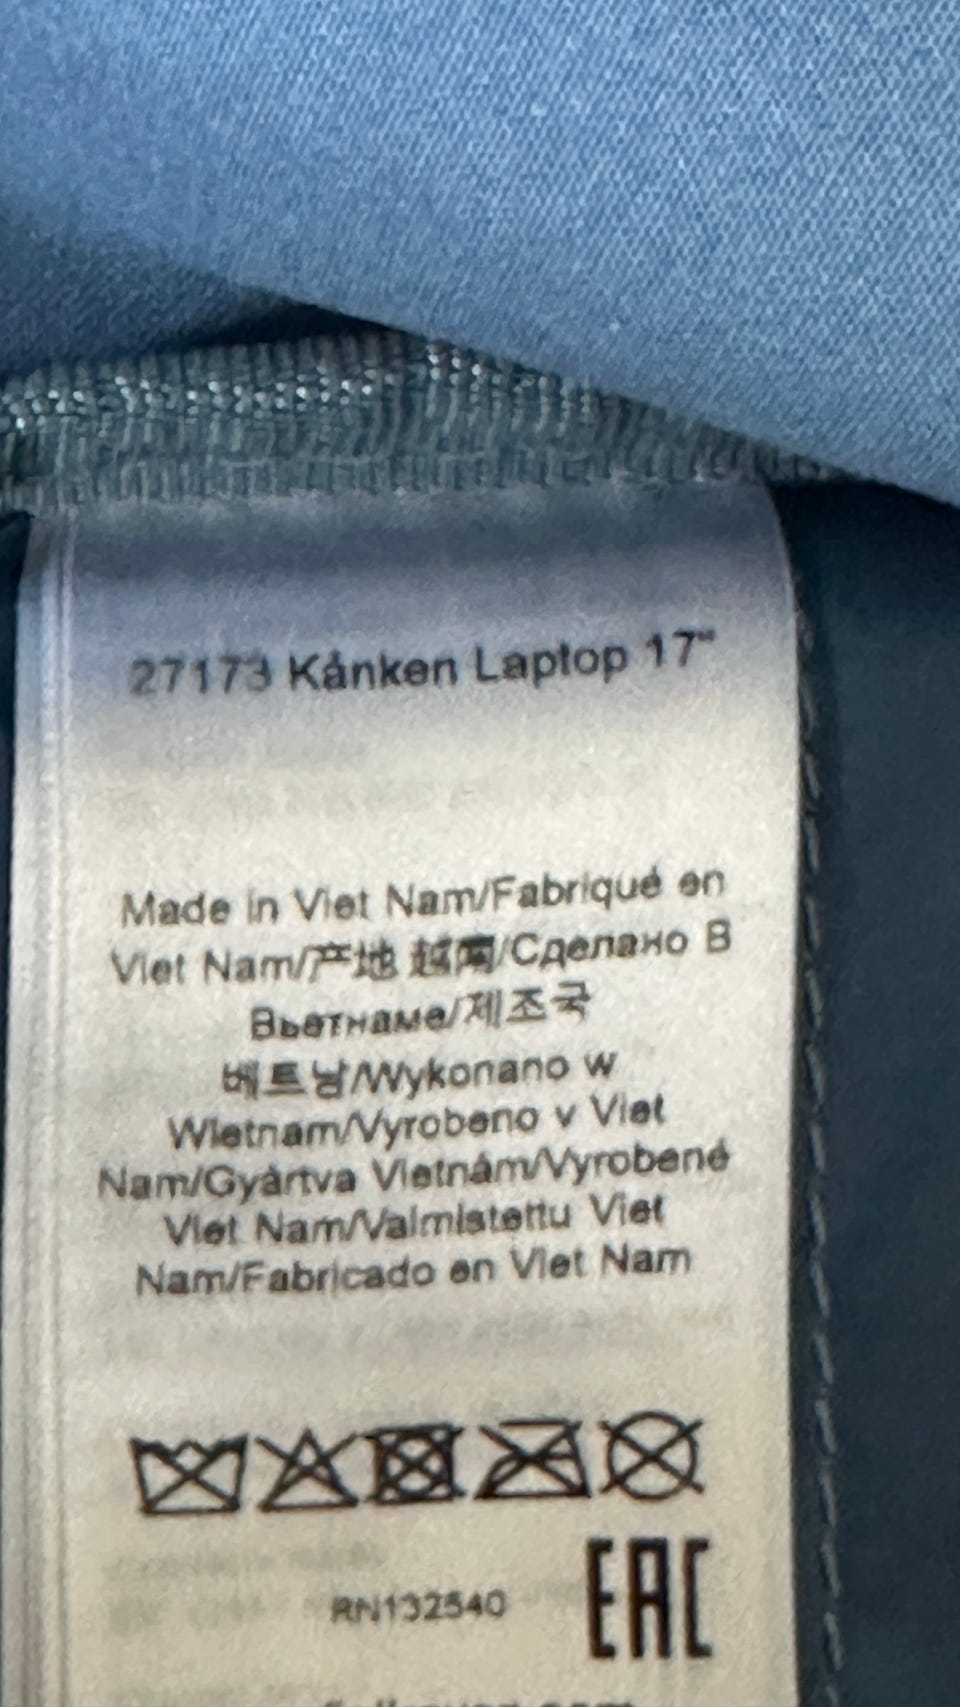 27173 Kånken Laptop 17"
Made in Viet Nam/Fabriqué en
Viet Nam/产地 越南/Сделано В
Вьетнаме/제조국
베트남/Wykonano w
Wietnam/Vyrobeno v Viet
Nam/Gyártva Vietnám/Vyrobené
Viet Nam/Valmistettu Viet
Nam/Fabricado en Viet Nam
EAC
RN132540